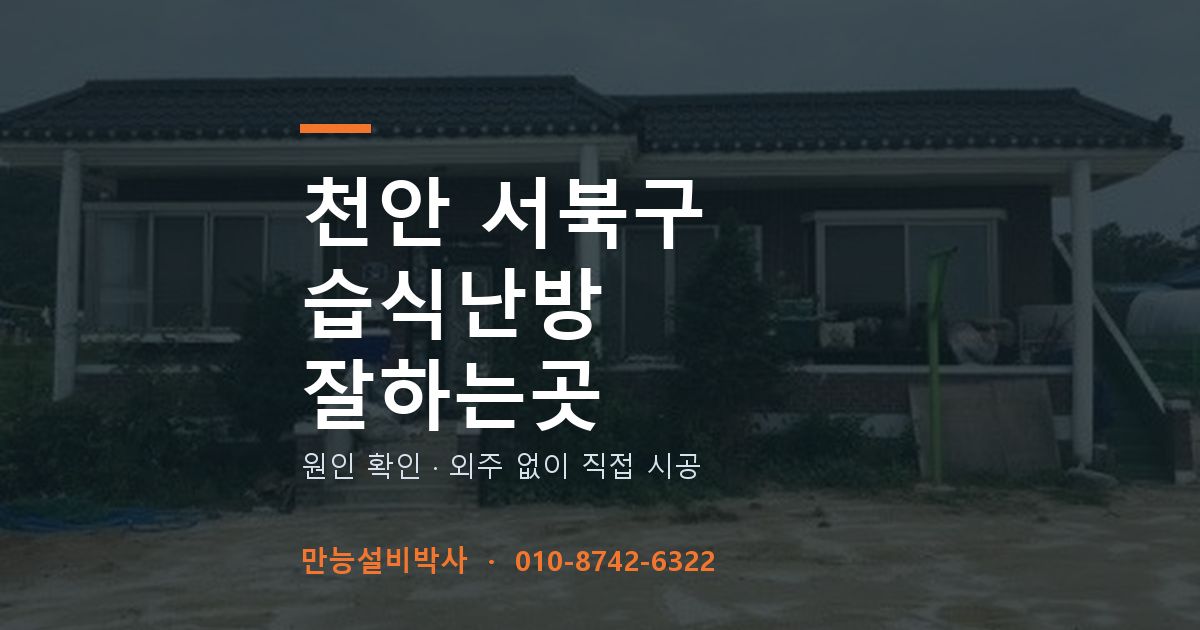 천안 서북구
습식난방
잘하는곳
원인 확인 · 외주 없이 직접 시공
만능설비박사 · 010-8742-6322